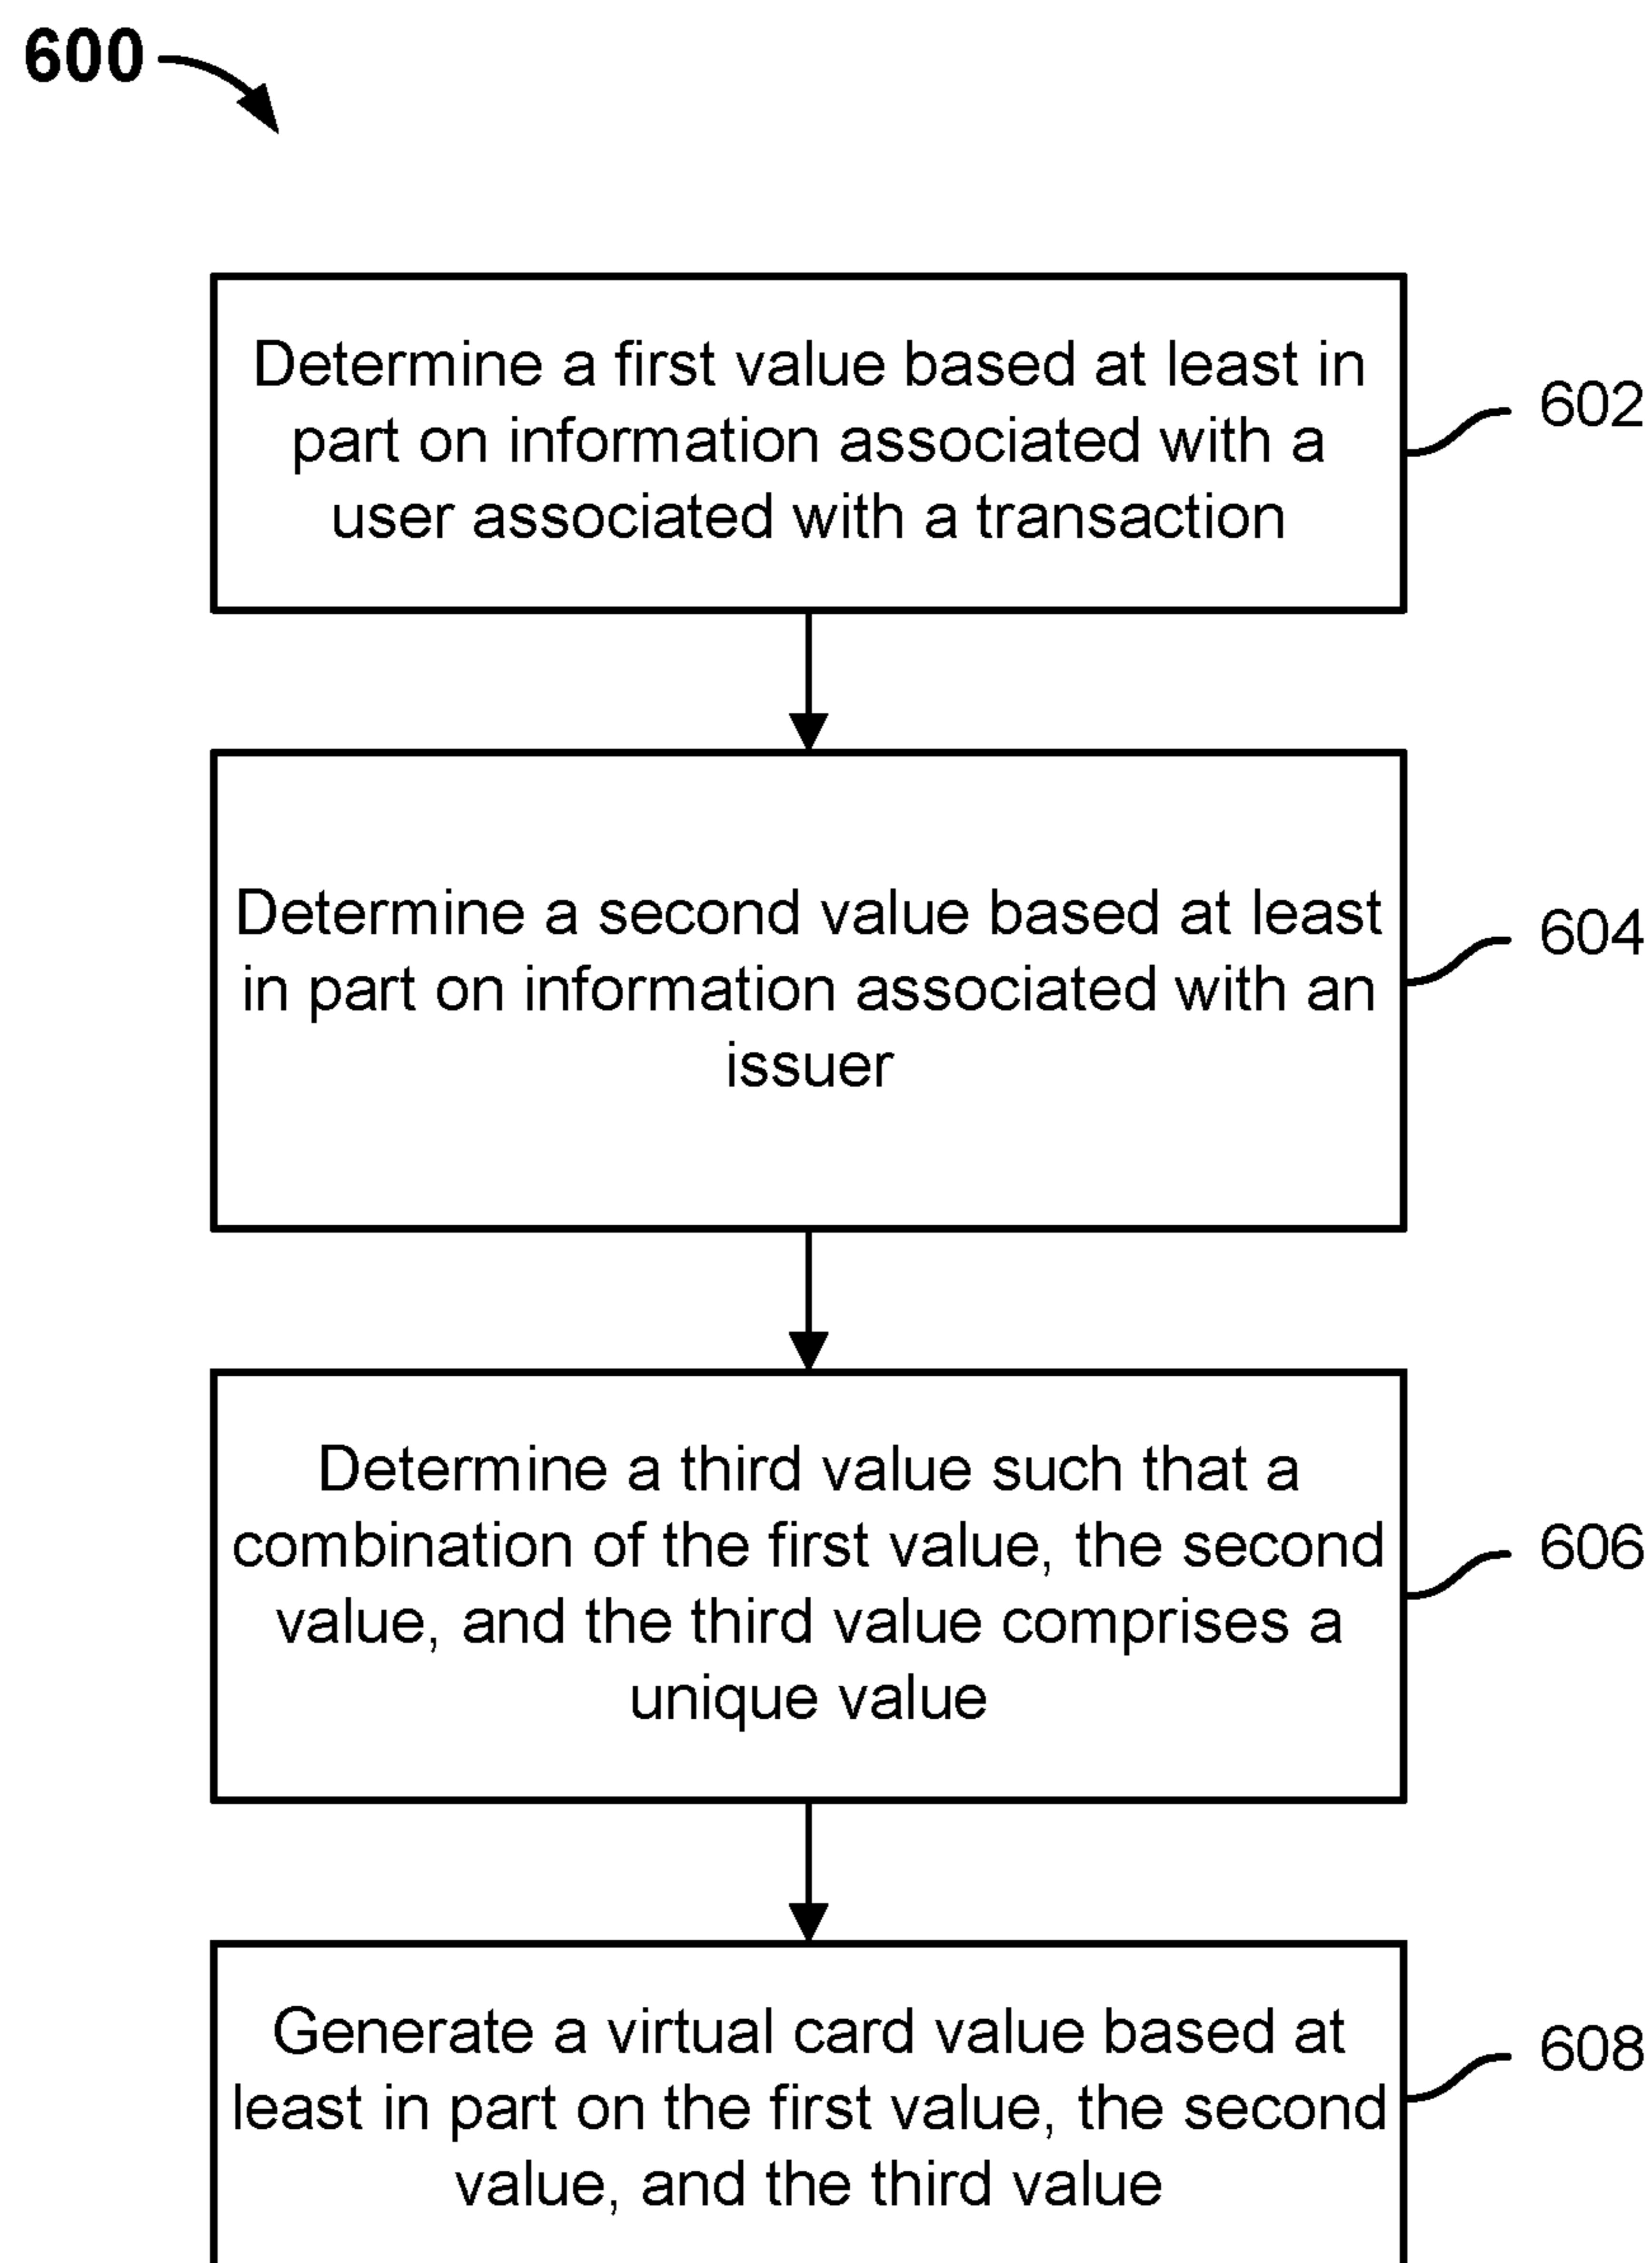 600
Determine a first value based at least in
part on information associated with a
user associated with a transaction
602
Determine a second value based at least
in part on information associated with an
issuer
604
Determine a third value such that a
combination of the first value, the second
value, and the third value comprises a
unique value
606
Generate a virtual card value based at
least in part on the first value, the second
value, and the third value
608